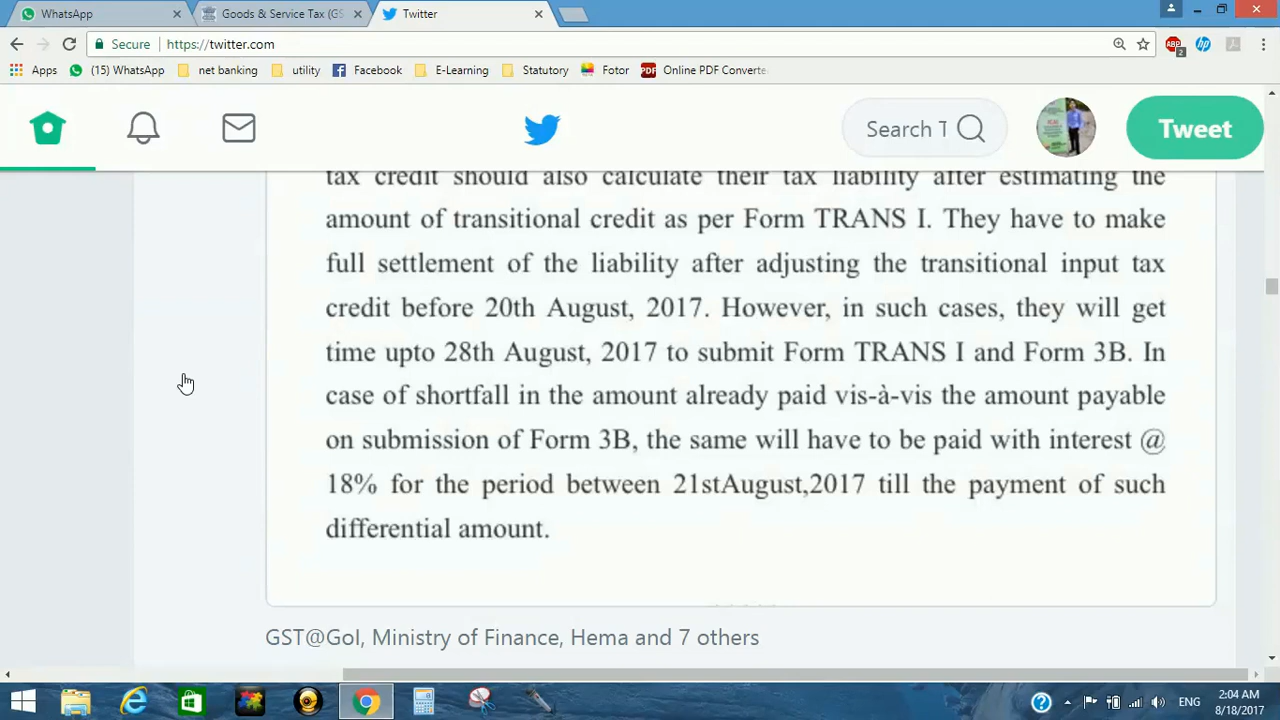 WhatsApp
Goods & Service Tax (GS
Twitter
Secure
https://twitter.com
ABP
2
hp
Apps
(15) WhatsApp
net banking
utility
Facebook
E-Learning
Statutory
Fotor
PDF
Online PDF Converte
Search T
Tweet
tax credit should also calculate their tax liability after estimating the
amount of transitional credit as per Form TRANS I. They have to make
full settlement of the liability after adjusting the transitional input tax
credit before 20th August, 2017. However, in such cases, they will get
time upto 28th August, 2017 to submit Form TRANS I and Form 3B. In
case of shortfall in the amount already paid vis-à-vis the amount payable
on submission of Form 3B, the same will have to be paid with interest @
18% for the period between 21stAugust,2017 till the payment of such
differential amount.
GST@GoI, Ministry of Finance, Hema and 7 others
ENG
2:04 AM
8/18/2017